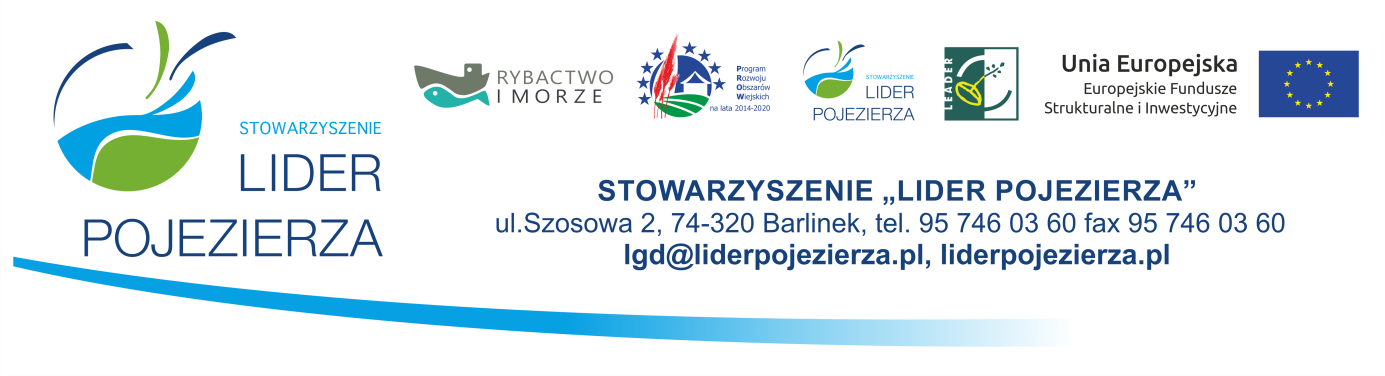 STOWARZYSZENIE
LIDER
POJEZIERZA
RYBACTWO
I MORZE
Program
Rozwoju
Obszarów
Wiejskich
na lata 2014-2020
STOWARZYSZENIE
LIDER
POJEZIERZA
LEADER
Unia Europejska
Europejskie Fundusze
Strukturalne i Inwestycyjne
STOWARZYSZENIE „LIDER POJEZIERZA”
ul.Szosowa 2, 74-320 Barlinek, tel. 95 746 03 60 fax 95 746 03 60
lgd@liderpojezierza.pl, liderpojezierza.pl